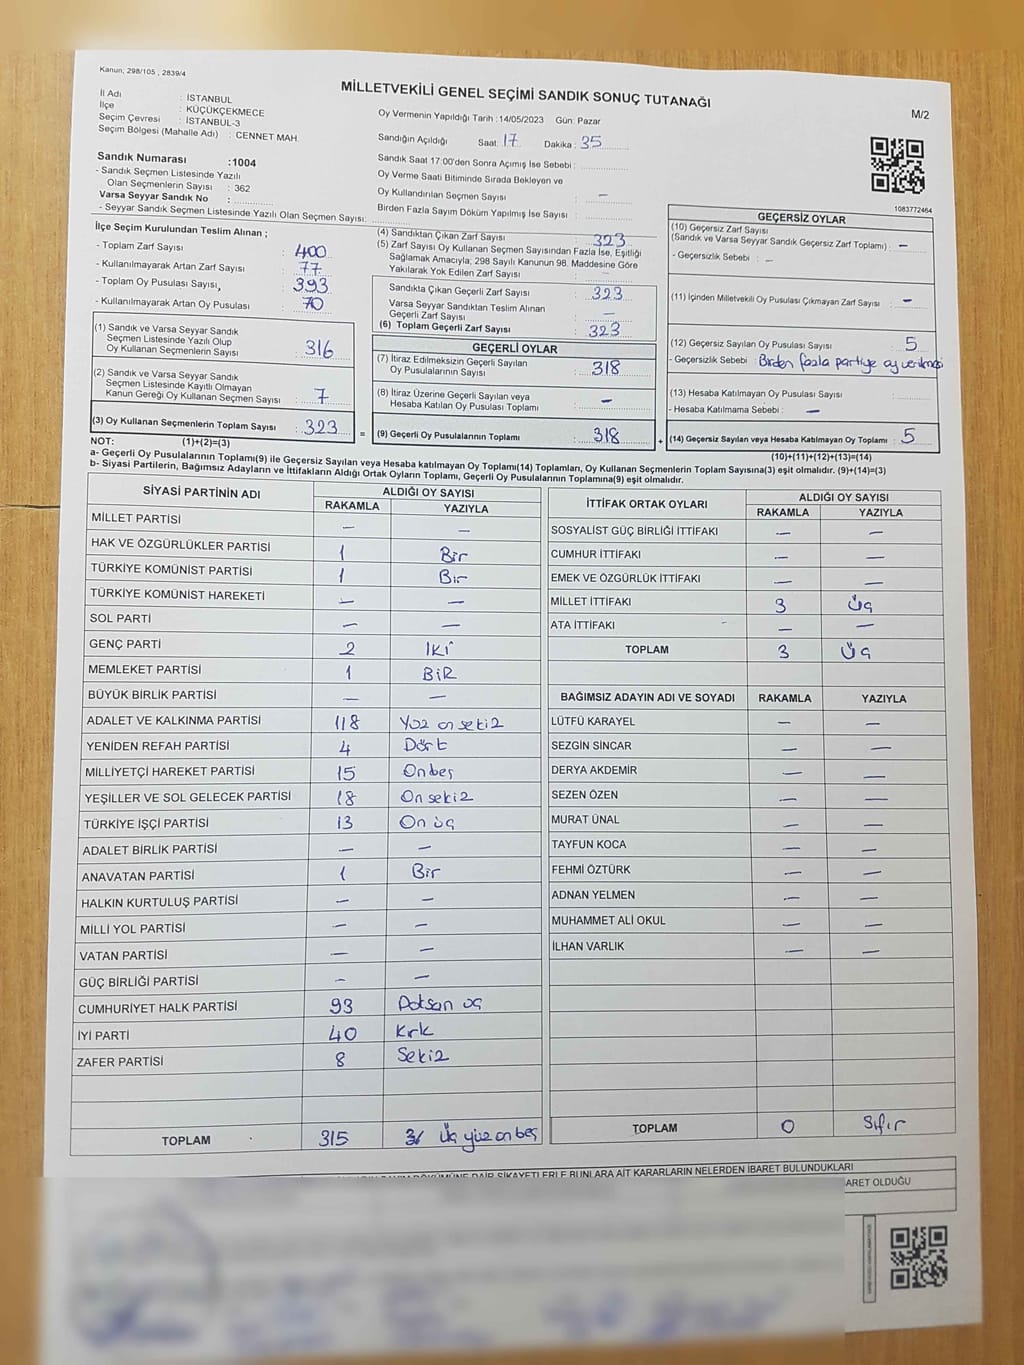 Kanun; 298/105 , 2839/4
MİLLETVEKİLİ GENEL SEÇİMİ SANDIK SONUÇ TUTANAĞI
M/2
İl Adı : İSTANBUL
İlçe : KÜÇÜKÇEKMECE
Seçim Çevresi : İSTANBUL-3
Seçim Bölgesi (Mahalle Adı) : CENNET MAH.
Oy Vermenin Yapıldığı Tarih : 14/05/2023 Gün: Pazar
Sandığın Açıldığı Saat: 17 Dakika : 35
Sandık Saat 17:00'den Sonra Açımış İse Sebebi :
Oy Verme Saati Bitiminde Sırada Bekleyen ve
Oy Kullandırılan Seçmen Sayısı : —
Birden Fazla Sayım Döküm Yapılmış İse Sayısı :
Sandık Numarası :1004
- Sandık Seçmen Listesinde Yazılı
Olan Seçmenlerin Sayısı : 362
Varsa Seyyar Sandık No :
- Seyyar Sandık Seçmen Listesinde Yazılı Olan Seçmen Sayısı:
1083772464
İlçe Seçim Kurulundan Teslim Alınan ;
- Toplam Zarf Sayısı : 400
- Kullanılmayarak Artan Zarf Sayısı : 77
- Toplam Oy Pusulası Sayısı, : 393
- Kullanılmayarak Artan Oy Pusulası : 70
(1) Sandık ve Varsa Seyyar Sandık
Seçmen Listesinde Yazılı Olup
Oy Kullanan Seçmenlerin Sayısı : 316
(2) Sandık ve Varsa Seyyar Sandık
Seçmen Listesinde Kayıtlı Olmayan
Kanun Gereği Oy Kullanan Seçmen Sayısı : 7
(3) Oy Kullanan Seçmenlerin Toplam Sayısı : 323
(4) Sandıktan Çıkan Zarf Sayısı : 323
(5) Zarf Sayısı Oy Kullanan Seçmen Sayısından Fazla İse, Eşitliği
Sağlamak Amacıyla; 298 Sayılı Kanunun 98. Maddesine Göre
Yakılarak Yok Edilen Zarf Sayısı : —
Sandıkta Çıkan Geçerli Zarf Sayısı : 323
Varsa Seyyar Sandıktan Teslim Alınan
Geçerli Zarf Sayısı : —
(6) Toplam Geçerli Zarf Sayısı : 323
GEÇERLİ OYLAR
(7) İtiraz Edilmeksizin Geçerli Sayılan
Oy Pusulalarının Sayısı : 318
(8) İtiraz Üzerine Geçerli Sayılan veya
Hesaba Katılan Oy Pusulası Toplamı : —
= (9) Geçerli Oy Pusulalarının Toplamı : 318
GEÇERSİZ OYLAR
(10) Geçersiz Zarf Sayısı
(Sandık ve Varsa Seyyar Sandık Geçersiz Zarf Toplamı) : —
- Geçersizlik Sebebi : —
(11) İçinden Milletvekili Oy Pusulası Çıkmayan Zarf Sayısı : —
(12) Geçersiz Sayılan Oy Pusulası Sayısı : 5
- Geçersizlik Sebebi : Birden fazla partiye oy verilmesi
(13) Hesaba Katılmayan Oy Pusulası Sayısı :
- Hesaba Katılmama Sebebi : —
+ (14) Geçersiz Sayılan veya Hesaba Katılmayan Oy Toplamı : 5
NOT: (1)+(2)=(3)
(10)+(11)+(12)+(13)=(14)
a- Geçerli Oy Pusulalarının Toplamı(9) ile Geçersiz Sayılan veya Hesaba katılmayan Oy Toplamı(14) Toplamları, Oy Kullanan Seçmenlerin Toplam Sayısına(3) eşit olmalıdır. (9)+(14)=(3)
b- Siyasi Partilerin, Bağımsız Adayların ve İttifakların Aldığı Ortak Oyların Toplamı, Geçerli Oy Pusulalarının Toplamına(9) eşit olmalıdır.
SİYASİ PARTİNİN ADI ALDIĞI OY SAYISI
RAKAMLA YAZIYLA
MİLLET PARTİSİ — —
HAK VE ÖZGÜRLÜKLER PARTİSİ 1 Bir
TÜRKİYE KOMÜNİST PARTİSİ 1 Bir
TÜRKİYE KOMÜNİST HAREKETİ — —
SOL PARTİ — —
GENÇ PARTİ 2 İKİ
MEMLEKET PARTİSİ 1 BİR
BÜYÜK BİRLİK PARTİSİ — —
ADALET VE KALKINMA PARTİSİ 118 Yüz on sekiz
YENİDEN REFAH PARTİSİ 4 Dört
MİLLİYETÇİ HAREKET PARTİSİ 15 Onbeş
YEŞİLLER VE SOL GELECEK PARTİSİ 18 On sekiz
TÜRKİYE İŞÇİ PARTİSİ 13 On üç
ADALET BİRLİK PARTİSİ — —
ANAVATAN PARTİSİ 1 Bir
HALKIN KURTULUŞ PARTİSİ — —
MİLLİ YOL PARTİSİ — —
VATAN PARTİSİ — —
GÜÇ BİRLİĞİ PARTİSİ — —
CUMHURİYET HALK PARTİSİ 93 Doksan üç
İYİ PARTİ 40 Kırk
ZAFER PARTİSİ 8 Sekiz
TOPLAM 315 Üç yüz onbeş
İTTİFAK ORTAK OYLARI ALDIĞI OY SAYISI
RAKAMLA YAZIYLA
SOSYALİST GÜÇ BİRLİĞİ İTTİFAKI — —
CUMHUR İTTİFAKI — —
EMEK VE ÖZGÜRLÜK İTTİFAKI — —
MİLLET İTTİFAKI 3 Üç
ATA İTTİFAKI — —
TOPLAM 3 Üç
BAĞIMSIZ ADAYIN ADI VE SOYADI RAKAMLA YAZIYLA
LÜTFÜ KARAYEL — —
SEZGİN SİNCAR — —
DERYA AKDEMİR — —
SEZEN ÖZEN — —
MURAT ÜNAL — —
TAYFUN KOCA — —
FEHMİ ÖZTÜRK — —
ADNAN YELMEN — —
MUHAMMET ALİ OKUL — —
İLHAN VARLIK — —
TOPLAM 0 Sıfır
DÖKÜMÜNE DAİR ŞİKAYETLERLE BUNLARA AİT KARARLARIN NELERDEN İBARET BULUNDUKLARI
BARET OLDUĞU